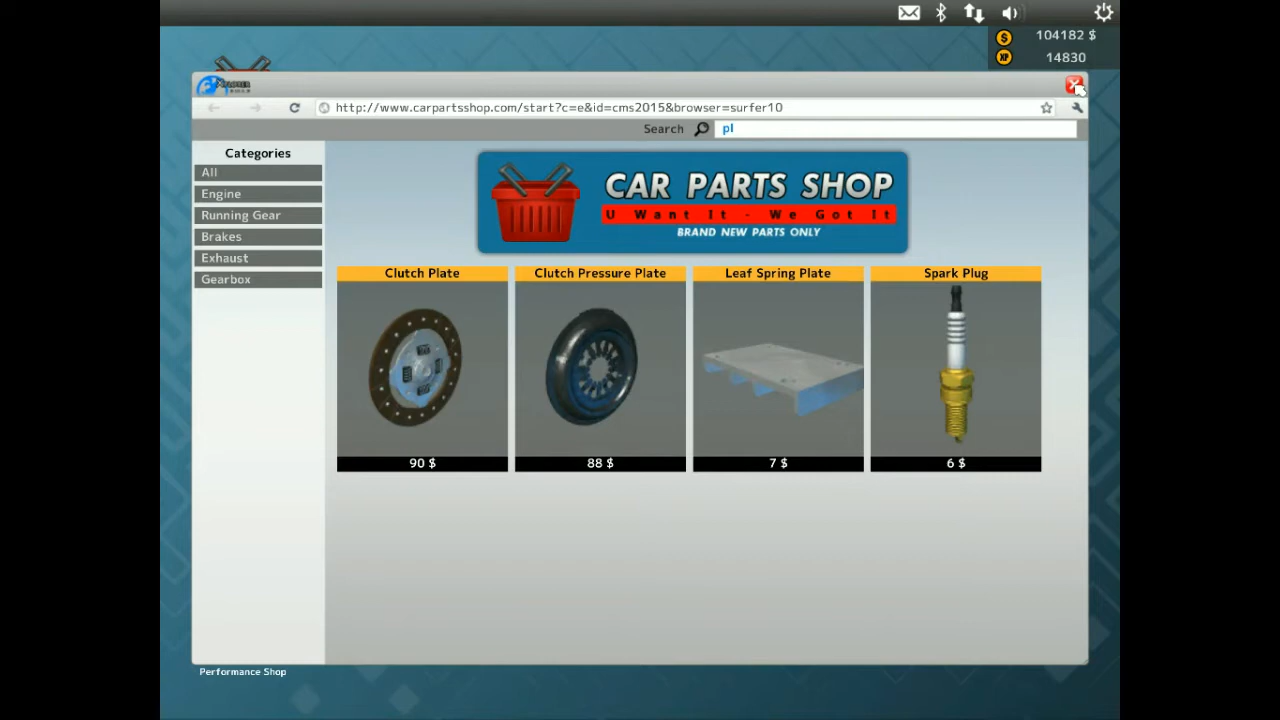 104182 $
14830
http://www.carpartsshop.com/start?c=e&id=cms2015&browser=surfer10
Search pl
Categories
All
Engine
Running Gear
Brakes
Exhaust
Gearbox
CAR PARTS SHOP
U Want It - We Got It
BRAND NEW PARTS ONLY
Clutch Plate
90 $
Clutch Pressure Plate
88 $
Leaf Spring Plate
7 $
Spark Plug
6 $
Performance Shop